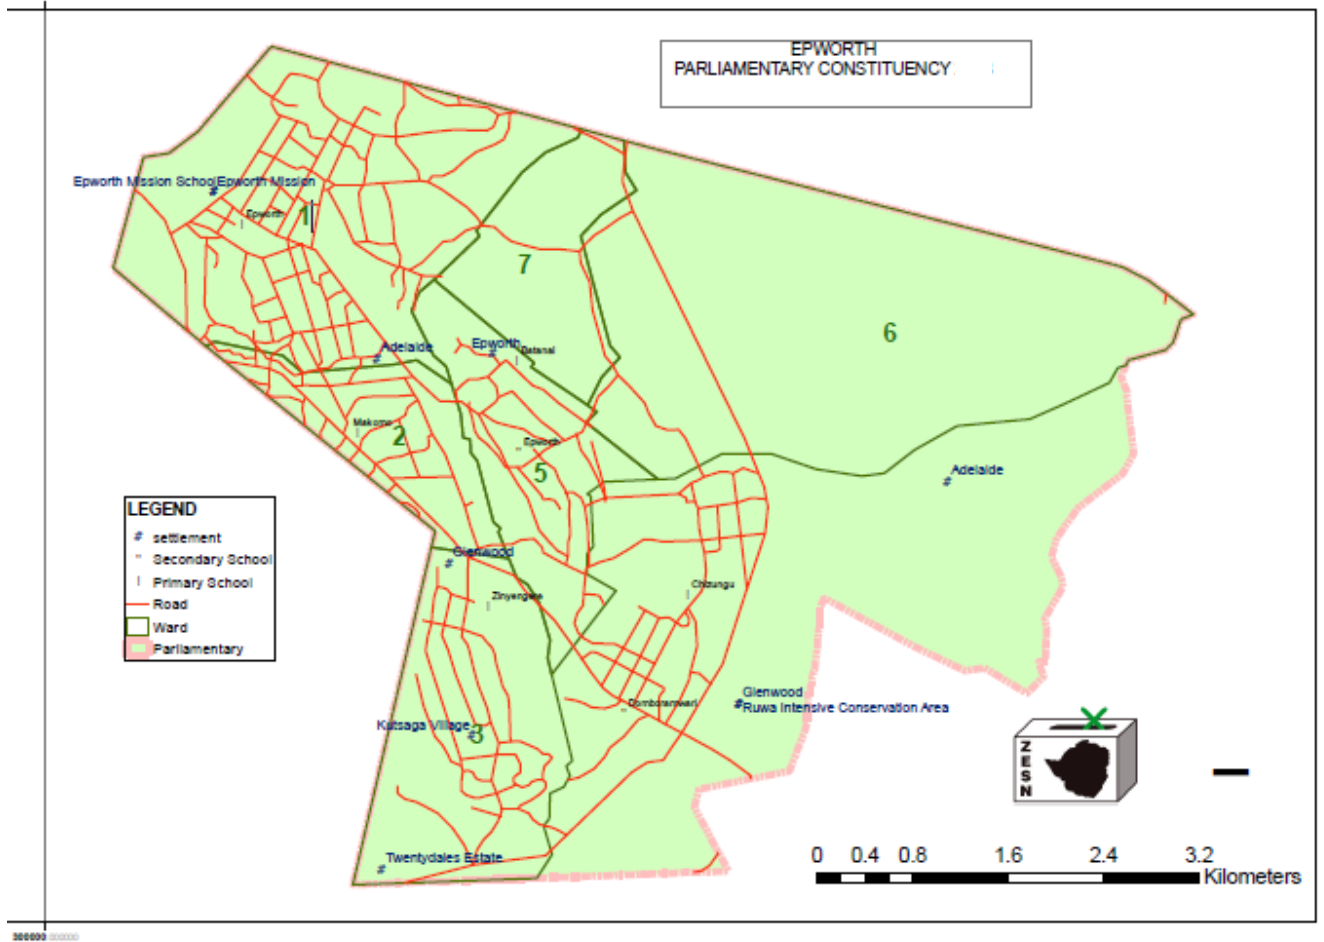 EPWORTH
PARLIAMENTARY CONSTITUENCY
Epworth Mission School
Epworth Mission
Epworth
1
7
6
Adelaide
Epworth
Makomo
2
Epworth
5
Adelaide
LEGEND
settlement
Secondary School
Primary School
Road
Ward
Parliamentary
Glenwood
Zinyengere
Chizungu
Domboramwari
Glenwood
Ruwa Intensive Conservation Area
Kutsaga Village
3
Twentydales Estate
ZESN
0 0.4 0.8 1.6 2.4 3.2
Kilometers